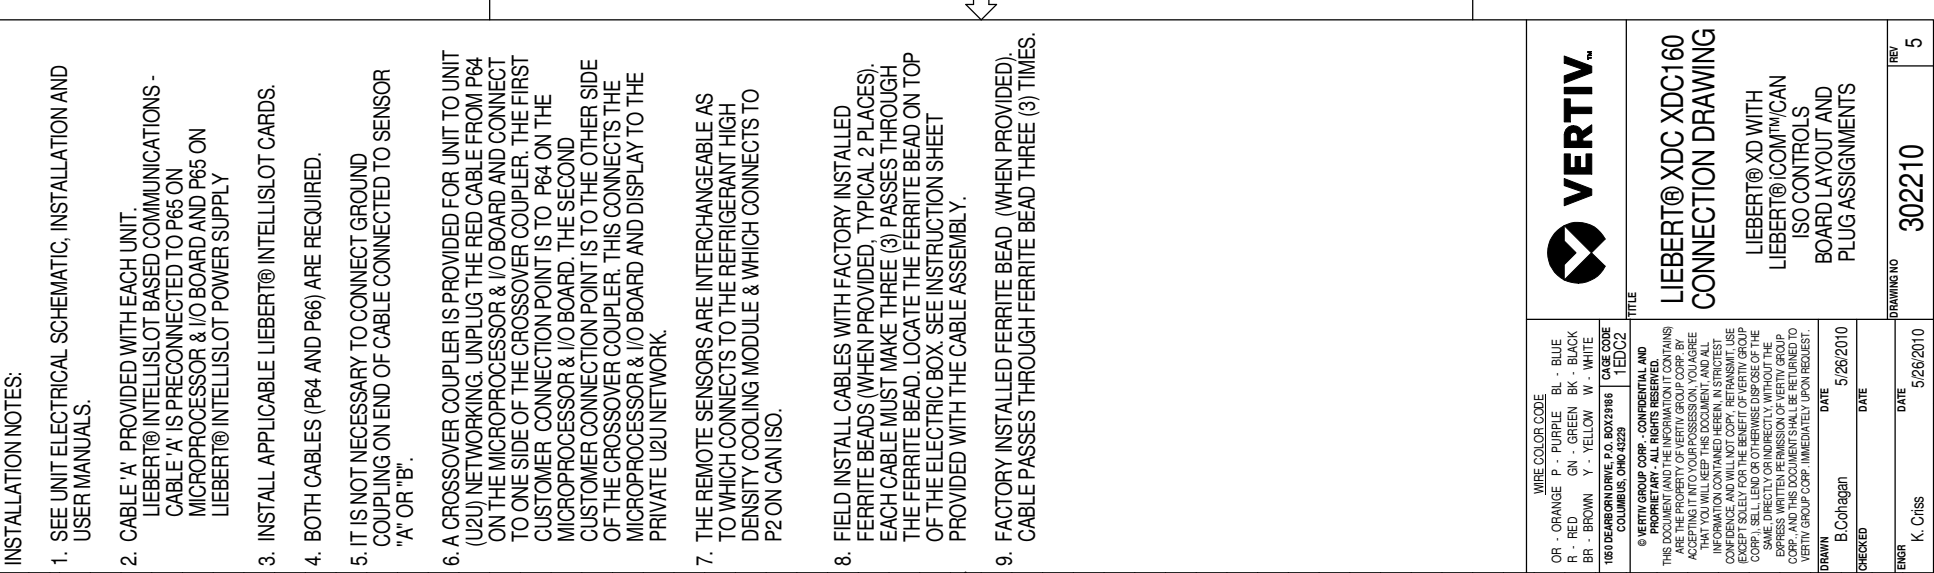 INSTALLATION NOTES:
1. SEE UNIT ELECTRICAL SCHEMATIC, INSTALLATION AND
USER MANUALS.
2. CABLE 'A' PROVIDED WITH EACH UNIT.
LIEBERT® INTELLISLOT BASED COMMUNICATIONS -
CABLE 'A' IS PRECONNECTED TO P65 ON
MICROPROCESSOR & I/O BOARD AND P65 ON
LIEBERT® INTELLISLOT POWER SUPPLY
3. INSTALL APPLICABLE LIEBERT® INTELLISLOT CARDS.
4. BOTH CABLES (P64 AND P66) ARE REQUIRED.
5. IT IS NOT NECESSARY TO CONNECT GROUND
COUPLING ON END OF CABLE CONNECTED TO SENSOR
"A" OR "B".
6. A CROSSOVER COUPLER IS PROVIDED FOR UNIT TO UNIT
(U2U) NETWORKING. UNPLUG THE RED CABLE FROM P64
ON THE MICROPROCESSOR & I/O BOARD AND CONNECT
TO ONE SIDE OF THE CROSSOVER COUPLER. THE FIRST
CUSTOMER CONNECTION POINT IS TO P64 ON THE
MICROPROCESSOR & I/O BOARD. THE SECOND
CUSTOMER CONNECTION POINT IS TO THE OTHER SIDE
OF THE CROSSOVER COUPLER. THIS CONNECTS THE
MICROPROCESSOR & I/O BOARD AND DISPLAY TO THE
PRIVATE U2U NETWORK.
7. THE REMOTE SENSORS ARE INTERCHANGEABLE AS
TO WHICH CONNECTS TO THE REFRIGERANT HIGH
DENSITY COOLING MODULE & WHICH CONNECTS TO
P2 ON CAN ISO.
8. FIELD INSTALL CABLES WITH FACTORY INSTALLED
FERRITE BEADS (WHEN PROVIDED, TYPICAL 2 PLACES).
EACH CABLE MUST MAKE THREE (3) PASSES THROUGH
THE FERRITE BEAD. LOCATE THE FERRITE BEAD ON TOP
OF THE ELECTRIC BOX. SEE INSTRUCTION SHEET
PROVIDED WITH THE CABLE ASSEMBLY.
9. FACTORY INSTALLED FERRITE BEAD (WHEN PROVIDED).
CABLE PASSES THROUGH FERRITE BEAD THREE (3) TIMES.
WIRE COLOR CODE
OR - ORANGE P - PURPLE BL - BLUE
R - RED GN - GREEN BK - BLACK
BR - BROWN Y - YELLOW W - WHITE
1050 DEARBORN DRIVE, P.O. BOX 29186
COLUMBUS, OHIO 43229
CAGE CODE
1EDC2
© VERTIV GROUP CORP. - CONFIDENTIAL AND
PROPRIETARY - ALL RIGHTS RESERVED.
THIS DOCUMENT (AND THE INFORMATION IT CONTAINS)
ARE THE PROPERTY OF VERTIV GROUP CORP. BY
ACCEPTING INTO YOUR POSSESSION, YOU AGREE
THAT YOU WILL KEEP THIS DOCUMENT, AND ALL
INFORMATION CONTAINED HEREIN, IN STRICTEST
CONFIDENCE, AND WILL NOT COPY, RETRANSMIT, USE
(EXCEPT SOLELY FOR THE BENEFIT OF VERTIV GROUP
CORP.), SELL, LEND OR OTHERWISE DISPOSE OF THE
SAME, DIRECTLY OR INDIRECTLY, WITHOUT THE
EXPRESS WRITTEN PERMISSION OF VERTIV GROUP
CORP., AND THIS DOCUMENT SHALL BE RETURNED TO
VERTIV GROUP CORP. IMMEDIATELY UPON REQUEST.
DRAWN
B.Cohagan
DATE
5/26/2010
CHECKED
DATE
ENGR
K. Criss
DATE
5/26/2010
VERTIV™
TITLE
LIEBERT® XDC XDC160
CONNECTION DRAWING
LIEBERT® XD WITH
LIEBERT® iCOM™/CAN
ISO CONTROLS
BOARD LAYOUT AND
PLUG ASSIGNMENTS
DRAWING NO
302210
REV
5